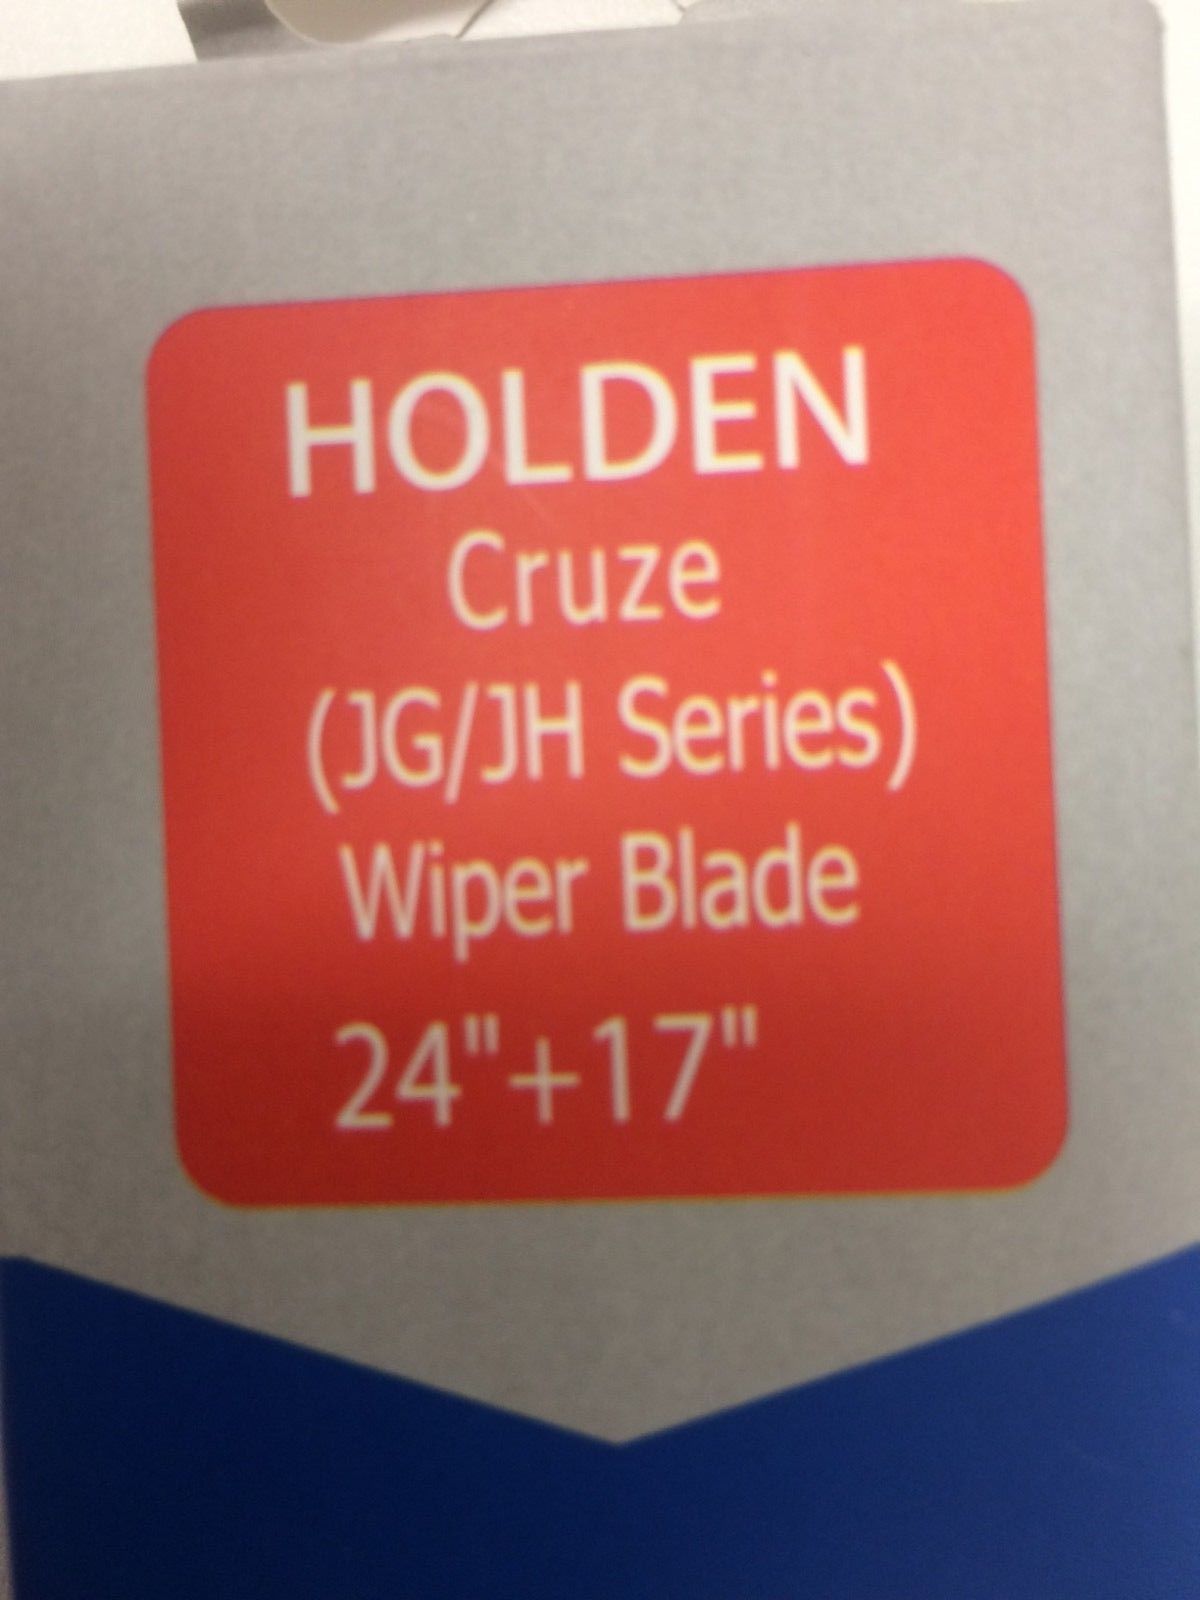 HOLDEN
Cruze
(JG/JH Series)
Wiper Blade
24"+17"